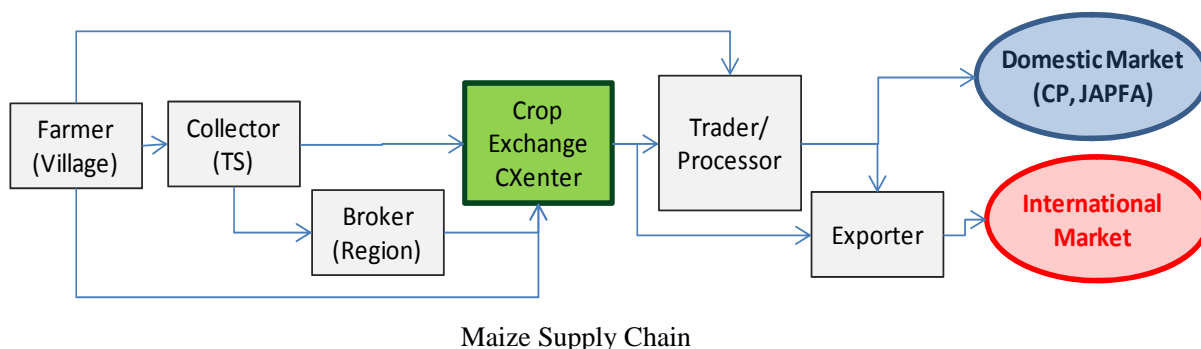 Farmer
(Village)
Collector
(TS)
Broker
(Region)
Crop
Exchange
CXenter
Trader/
Processor
Exporter
Domestic Market
(CP, JAPFA)
International
Market
Maize Supply Chain